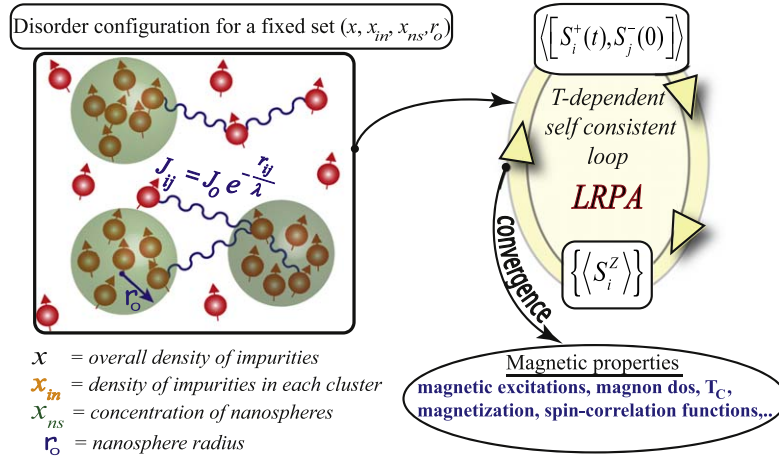 Disorder configuration for a fixed set (x, x_in, x_ns, r_o)
J_ij = J_o e^{-r_ij/λ}
r_o
x = overall density of impurities
x_in = density of impurities in each cluster
x_ns = concentration of nanospheres
r_o = nanosphere radius
⟨[S_i^+(t), S_j^-(0)]⟩
T-dependent
self consistent
loop
LRPA
{⟨S_i^Z⟩}
convergence
Magnetic properties
magnetic excitations, magnon dos, T_C,
magnetization, spin-correlation functions,..